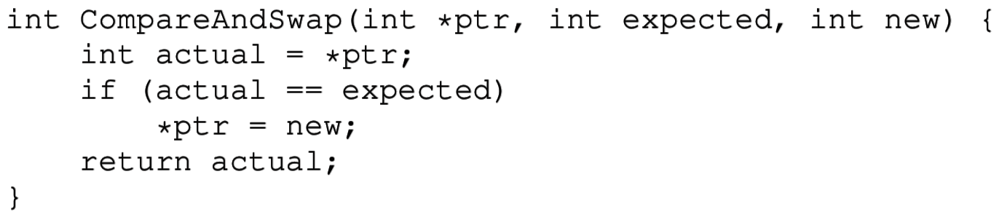 int CompareAndSwap(int *ptr, int expected, int new) {
    int actual = *ptr;
    if (actual == expected)
        *ptr = new;
    return actual;
}